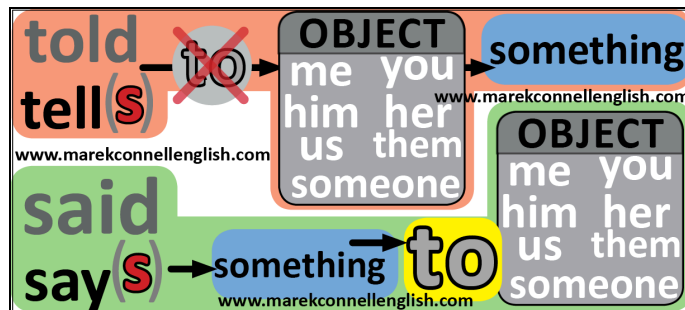 told
tell(s)
to
OBJECT
me you
him her
us them
someone
something
www.marekconnellenglish.com
www.marekconnellenglish.com
said
say(s)
something
to
OBJECT
me you
him her
us them
someone
www.marekconnellenglish.com